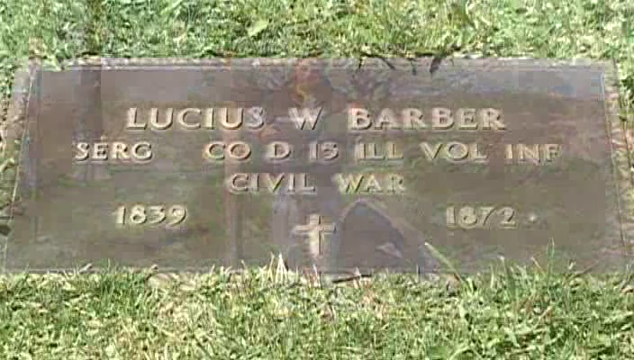 LUCIUS W BARBER
SERG CO D 15 ILL VOL INF
CIVIL WAR
1839 1872